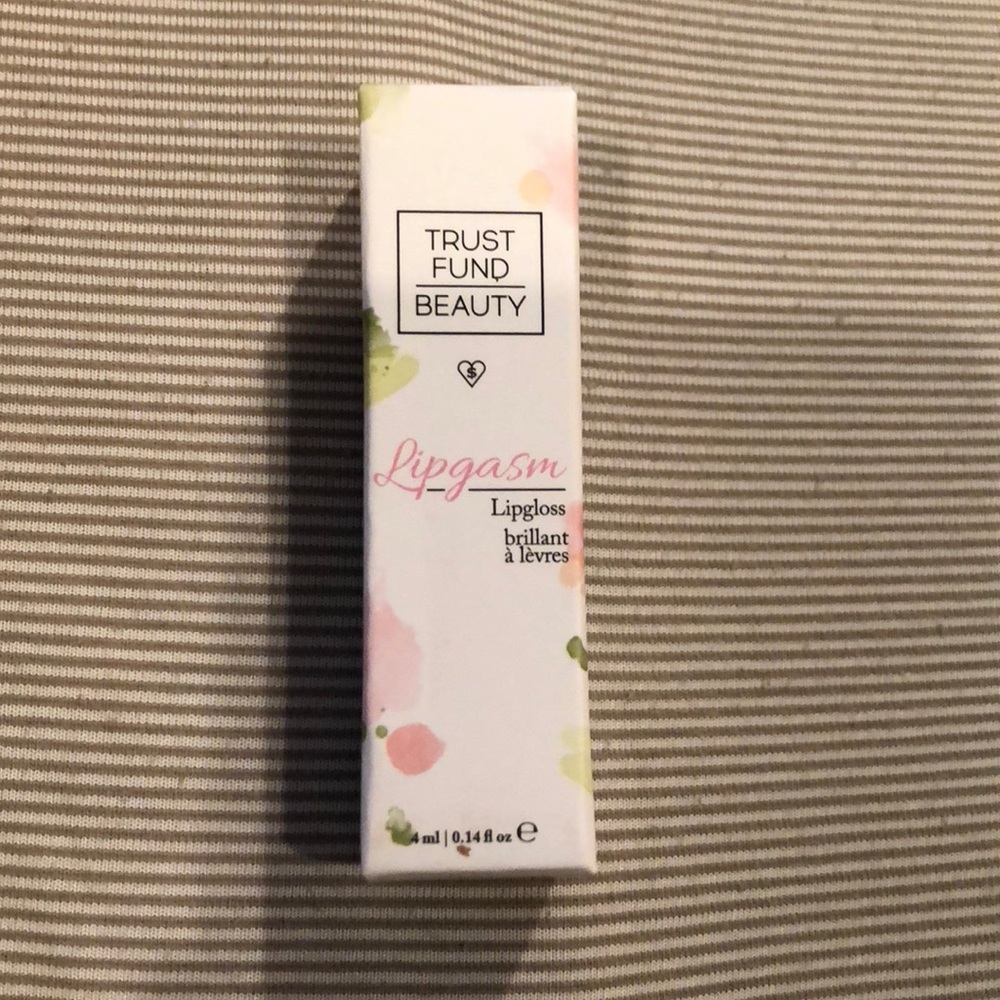 TRUST
FUND
BEAUTY
$
Lipgasm
Lipgloss
brillant
à lèvres
4 ml | 0.14 fl oz ℮